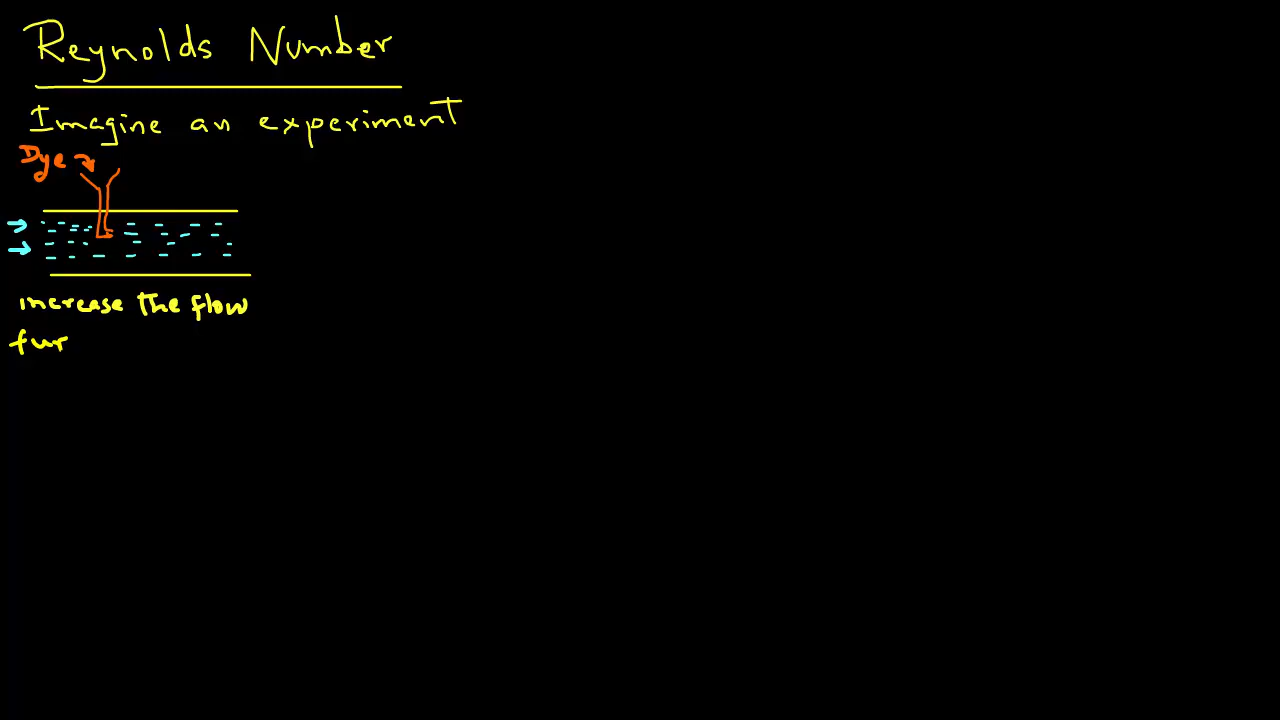 Reynolds Number
Imagine an experiment
Dye
increase the flow
fur